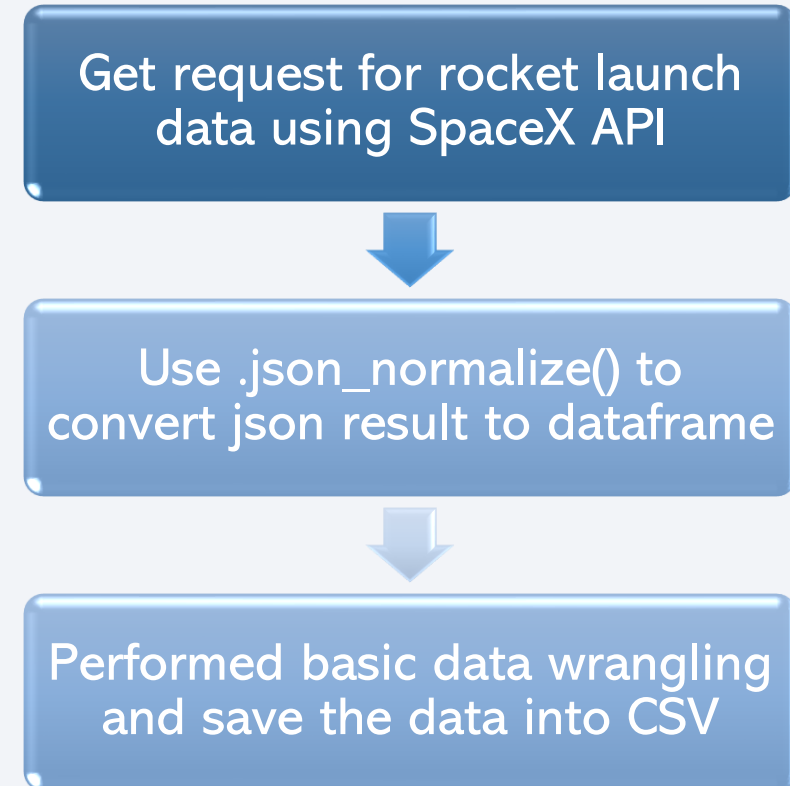 Get request for rocket launch
data using SpaceX API
Use .json_normalize() to
convert json result to dataframe
Performed basic data wrangling
and save the data into CSV